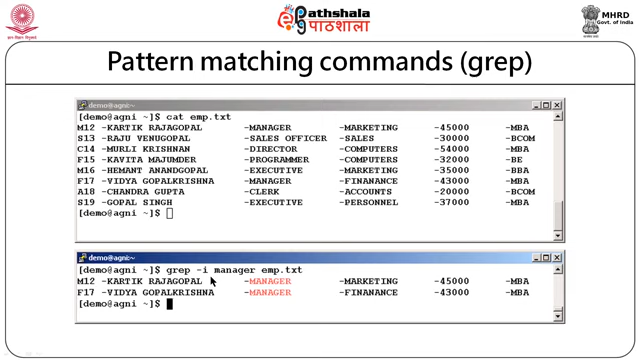 Pathshala
पाठशाला
MHRD
Govt. of India
Pattern matching commands (grep)
demo@agni:~
[demo@agni ~]$ cat emp.txt
M12 -KARTIK RAJAGOPAL -MANAGER -MARKETING -45000 -MBA
S13 -RAJU VENUGOPAL -SALES OFFICER -SALES -30000 -BCOM
C14 -MURLI KRISHNAN -DIRECTOR -COMPUTERS -54000 -MBA
F15 -KAVITA MAJUMDER -PROGRAMMER -COMPUTERS -32000 -BE
M16 -HEMANT ANANDGOPAL -EXECUTIVE -MARKETING -35000 -BBA
F17 -VIDYA GOPALKRISHNA -MANAGER -FINANANCE -43000 -MBA
A18 -CHANDRA GUPTA -CLERK -ACCOUNTS -20000 -BCOM
S19 -GOPAL SINGH -EXECUTIVE -PERSONNEL -37000 -MBA
[demo@agni ~]$
demo@agni:~
[demo@agni ~]$ grep -i manager emp.txt
M12 -KARTIK RAJAGOPAL -MANAGER -MARKETING -45000 -MBA
F17 -VIDYA GOPALKRISHNA -MANAGER -FINANANCE -43000 -MBA
[demo@agni ~]$